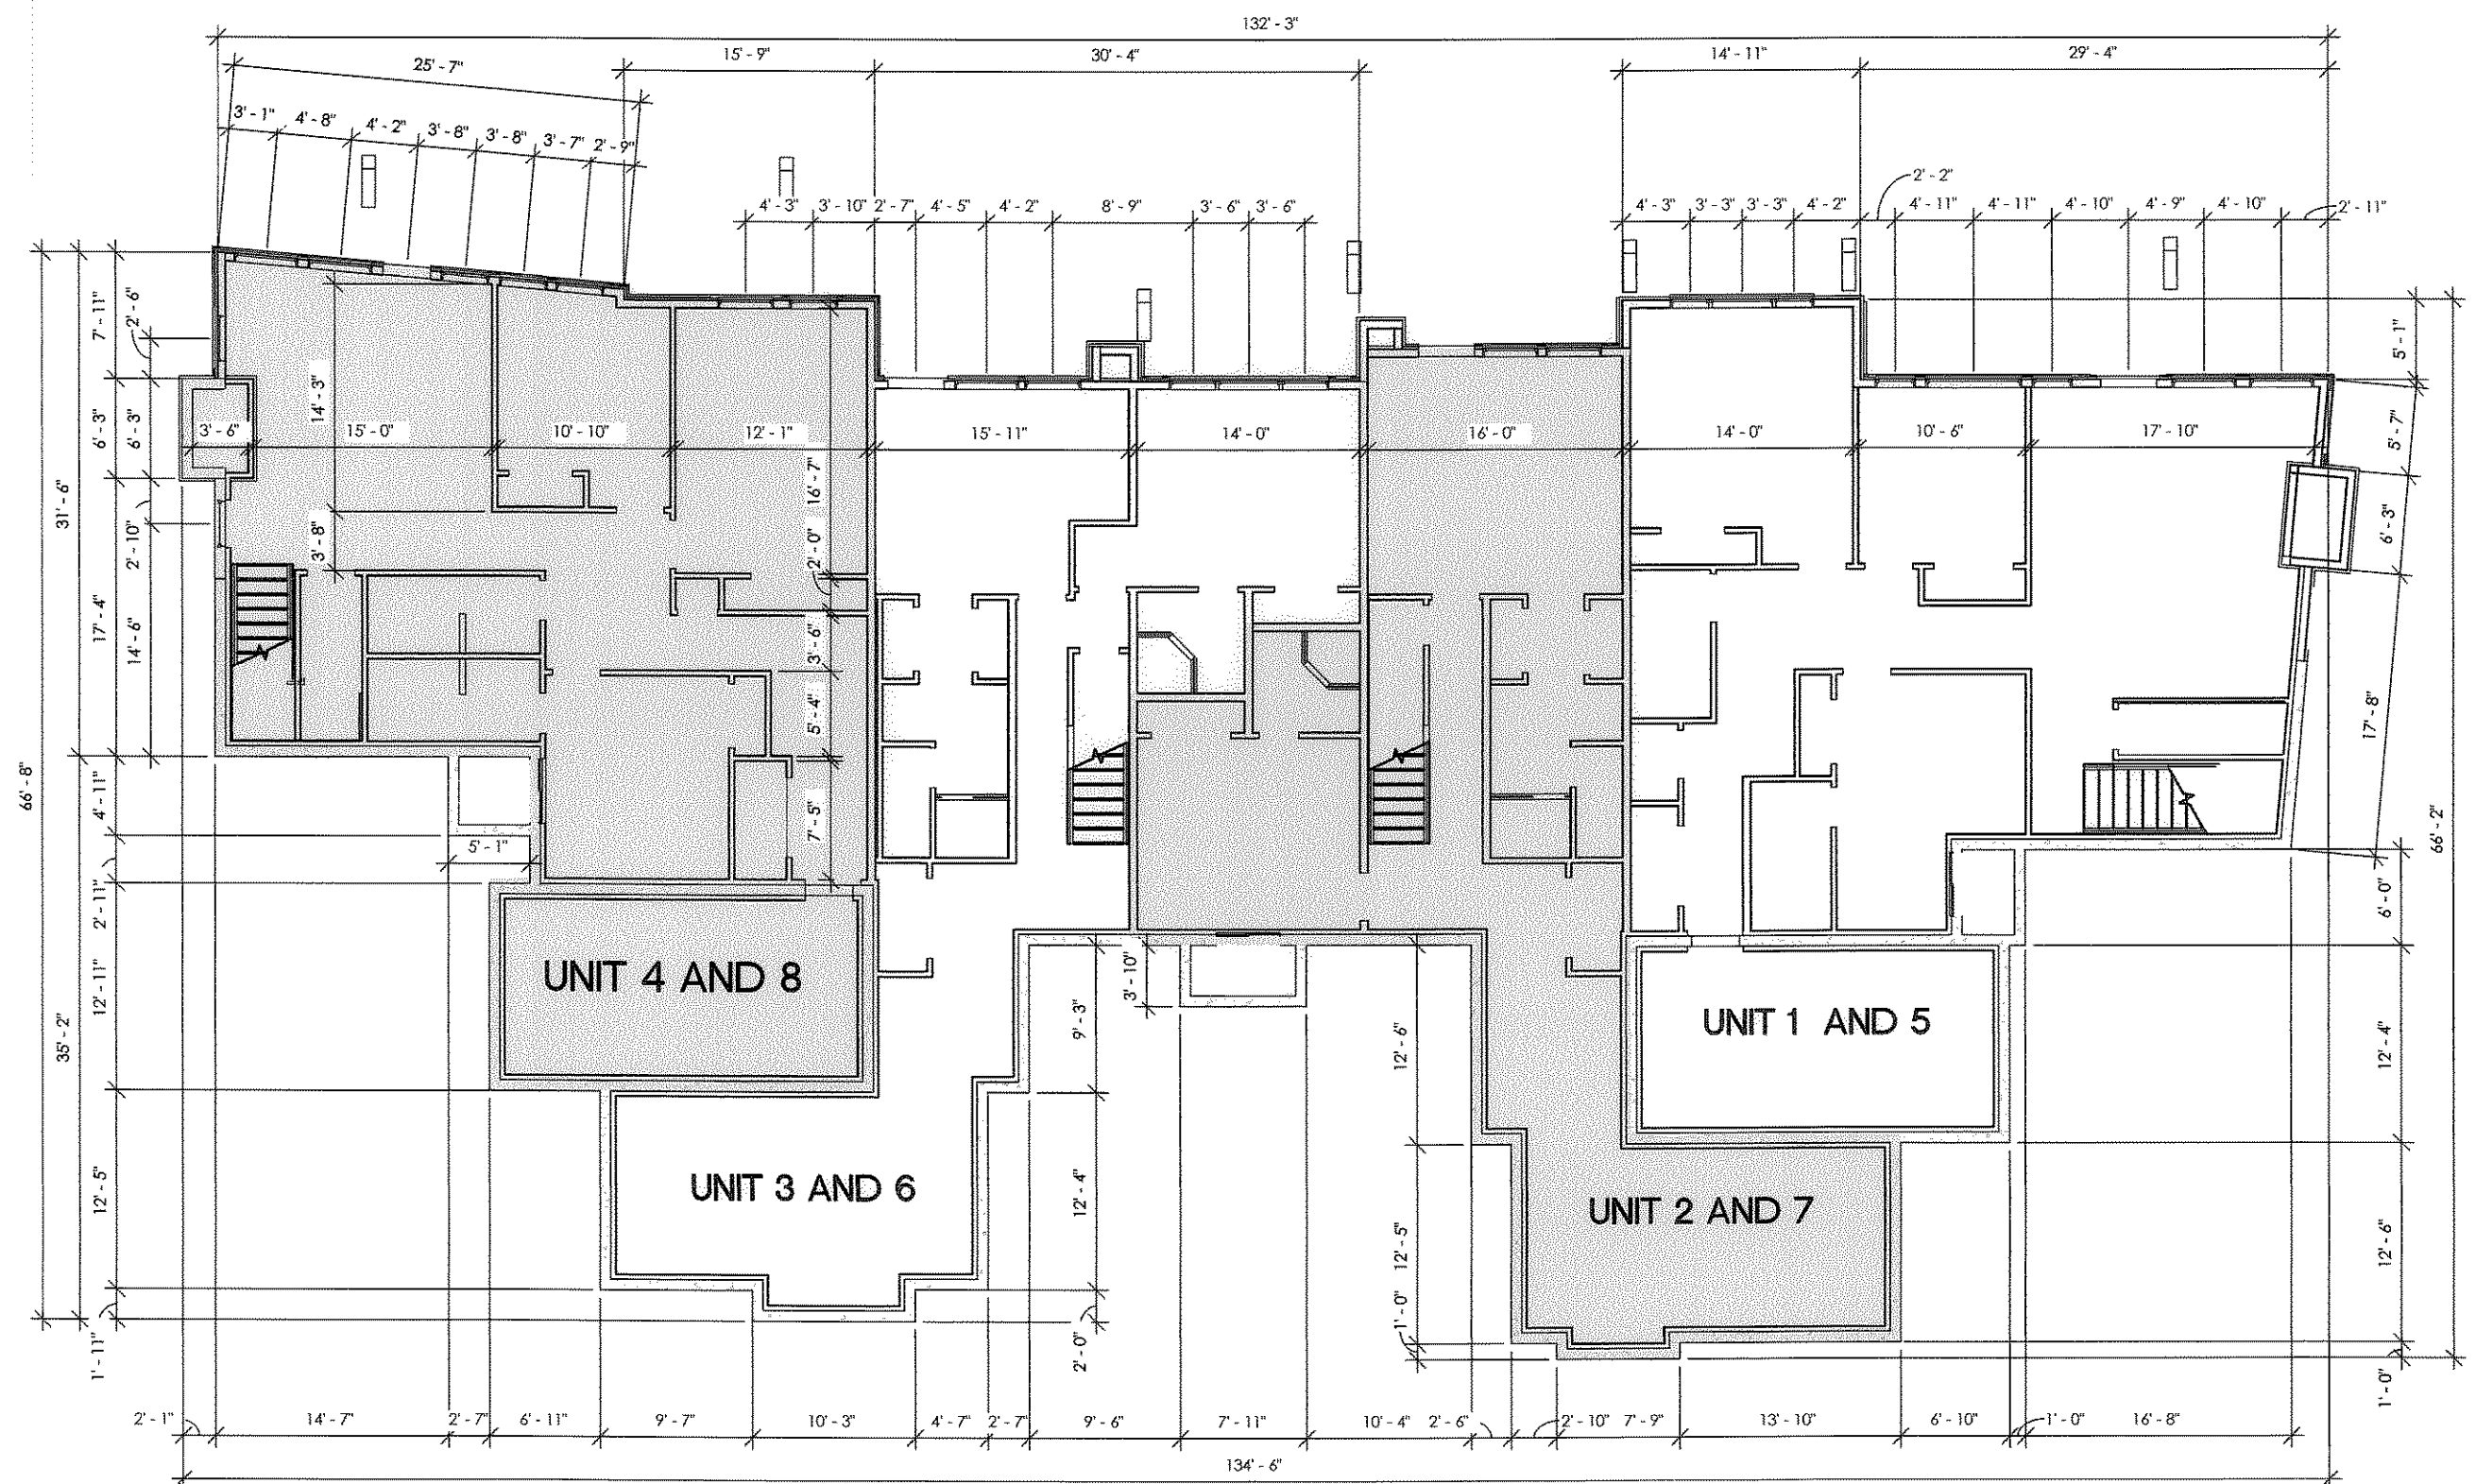 132' - 3"
25' - 7"
15' - 9"
30' - 4"
14' - 11"
29' - 4"
3' - 1"
4' - 8"
4' - 2"
3' - 8"
3' - 8"
3' - 7"
2' - 9"
2' - 2"
4' - 3"
3' - 10"
2' - 7"
4' - 5"
4' - 2"
8' - 9"
3' - 6"
3' - 6"
4' - 3"
3' - 3"
3' - 3"
4' - 2"
4' - 11"
4' - 11"
4' - 10"
4' - 9"
4' - 10"
2' - 11"
7' - 11"
2' - 6"
5' - 1"
14' - 3"
6' - 3"
6' - 3"
3' - 6"
15' - 0"
10' - 10"
12' - 1"
15' - 11"
14' - 0"
16' - 0"
14' - 0"
10' - 6"
17' - 10"
5' - 7"
31' - 6"
16' - 7"
6' - 3"
2' - 10"
3' - 8"
2' - 0"
17' - 4"
14' - 6"
3' - 6"
5' - 4"
17' - 8"
66' - 8"
4' - 11"
7' - 5"
66' - 2"
5' - 1"
2' - 11"
6' - 0"
12' - 11"
UNIT 4 AND 8
3' - 10"
UNIT 1 AND 5
35' - 2"
9' - 3"
12' - 6"
12' - 4"
12' - 5"
UNIT 3 AND 6
12' - 4"
UNIT 2 AND 7
12' - 5"
12' - 6"
1' - 11"
2' - 0"
1' - 0"
1' - 0"
2' - 1"
14' - 7"
2' - 7"
6' - 11"
9' - 7"
10' - 3"
4' - 7"
2' - 7"
9' - 6"
7' - 11"
10' - 4"
2' - 6"
2' - 10"
7' - 9"
13' - 10"
6' - 10"
1' - 0"
16' - 8"
134' - 6"